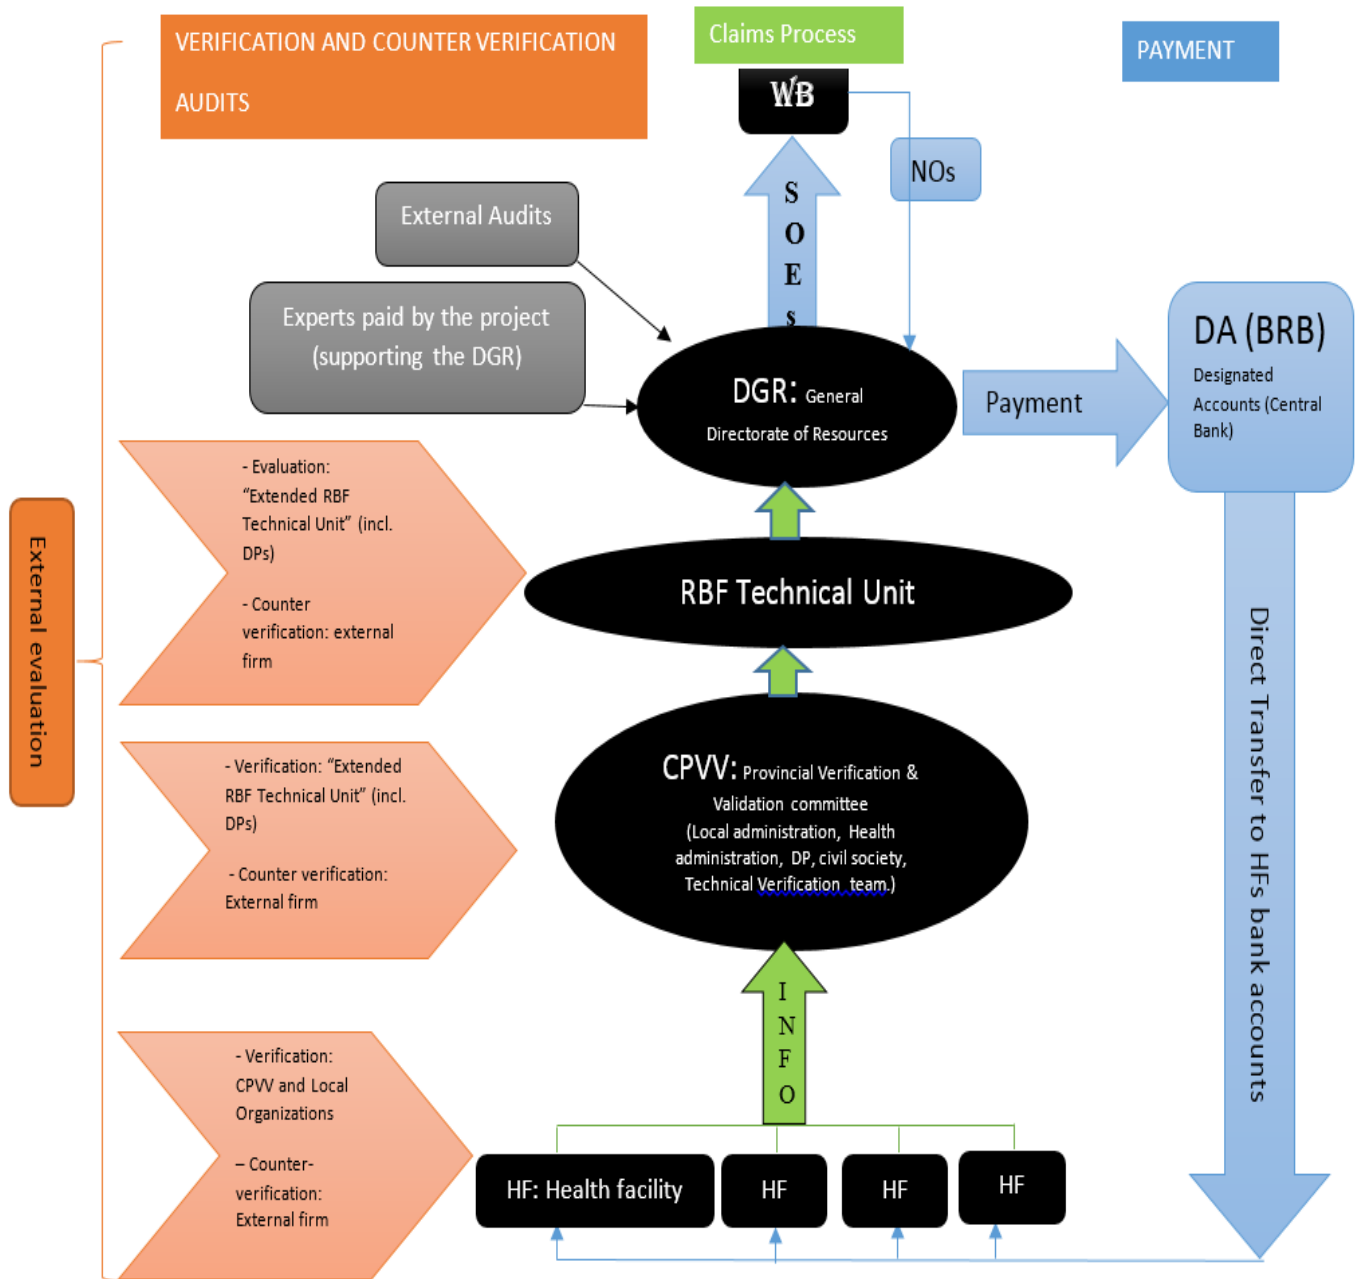 VERIFICATION AND COUNTER VERIFICATION
AUDITS
Claims Process
PAYMENT
WB
NOs
SOEs
External Audits
Experts paid by the project
(supporting the DGR)
DGR: General
Directorate of Resources
Payment
DA (BRB)
Designated
Accounts (Central
Bank)
- Evaluation:
“Extended RBF
Technical Unit” (incl.
DPs)
- Counter
verification: external
firm
RBF Technical Unit
External evaluation
Direct Transfer to HFs bank accounts
- Verification: “Extended
RBF Technical Unit” (incl.
DPs)
- Counter verification:
External firm
CPVV: Provincial Verification &
Validation committee
(Local administration, Health
administration, DP, civil society,
Technical Verification team.)
INFO
- Verification:
CPVV and Local
Organizations
– Counter-
verification:
External firm
HF: Health facility
HF
HF
HF